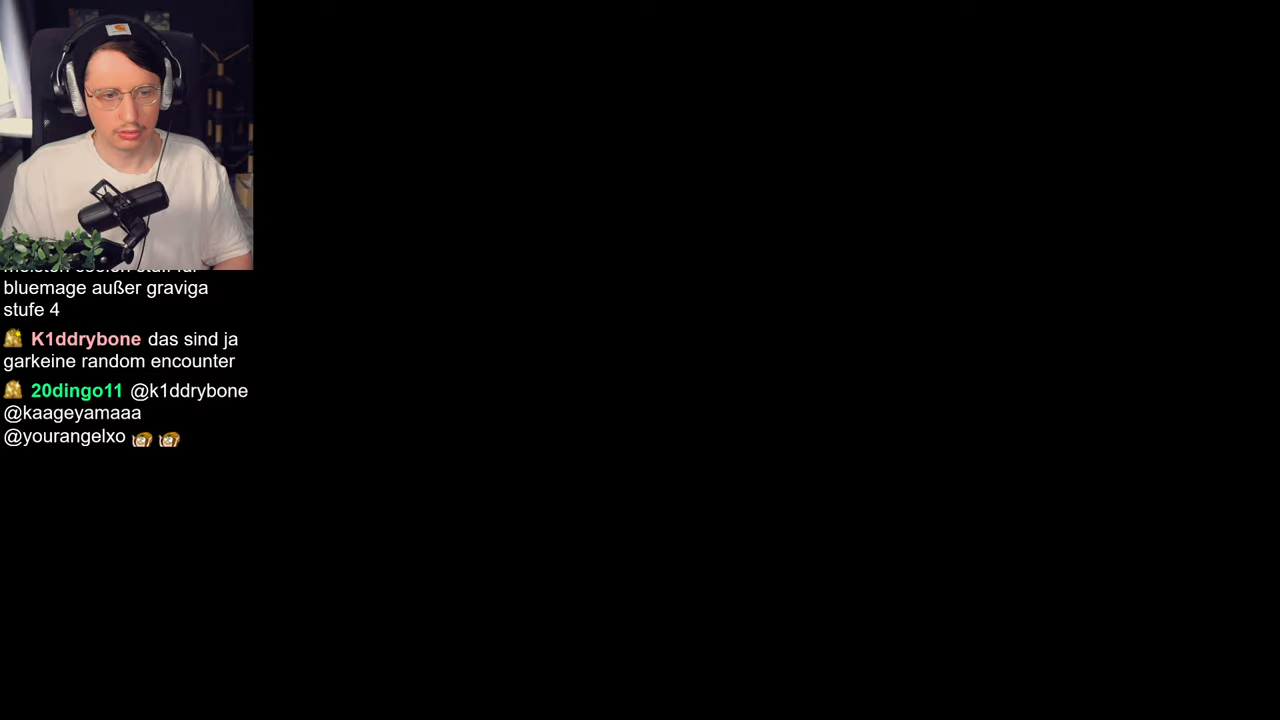 bluemage außer graviga
stufe 4
K1ddrybone das sind ja
garkeine random encounter
20dingo11 @k1ddrybone
@kaageyamaaa
@yourangelxo